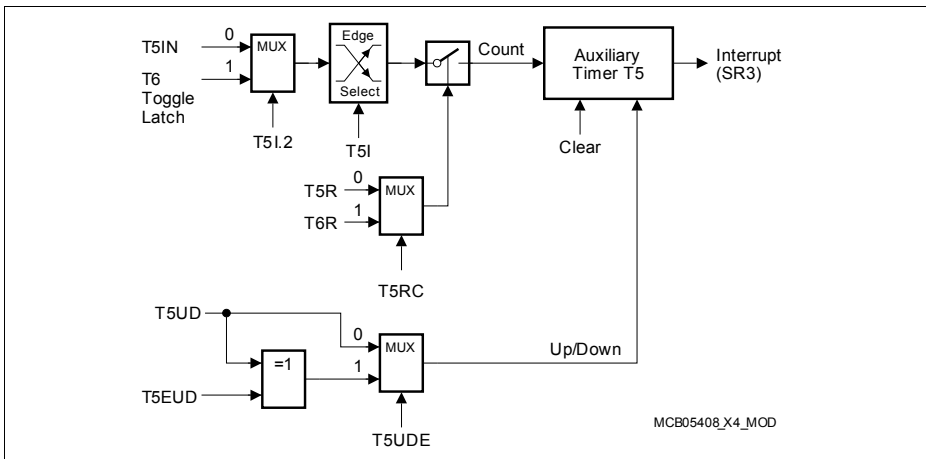 T5IN
0
MUX
T6
Toggle
Latch
1
T5I.2
Edge
Select
T5I
Count
Auxiliary
Timer T5
Interrupt
(SR3)
Clear
T5R
0
MUX
T6R
1
T5RC
T5UD
0
MUX
=1
1
T5EUD
T5UDE
Up/Down
MCB05408_X4_MOD